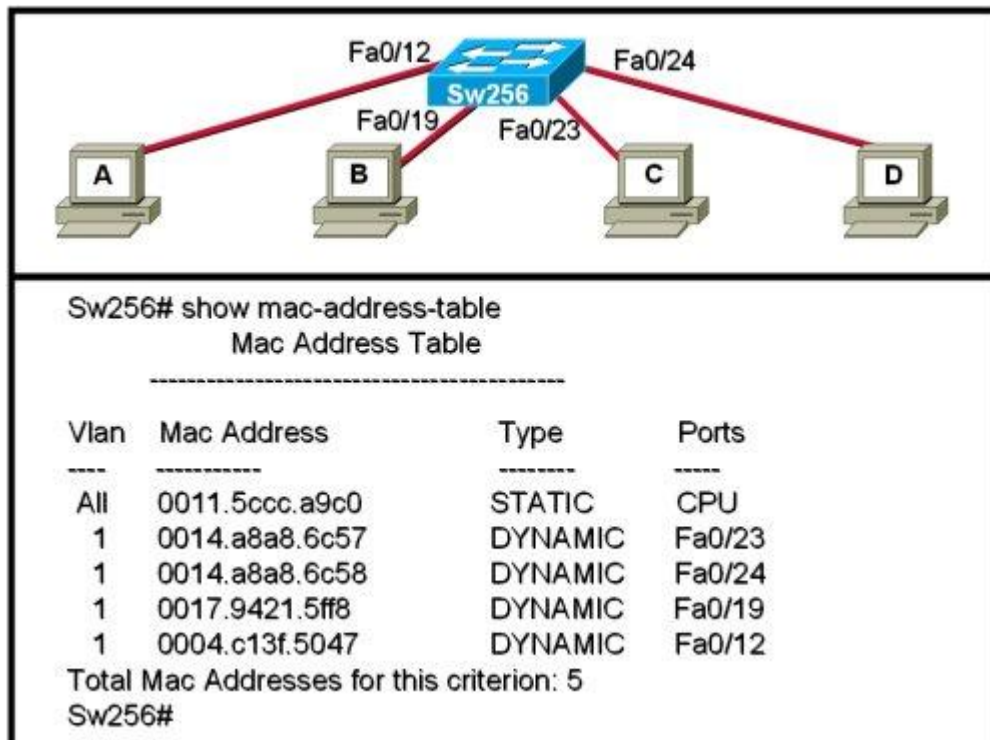 Fa0/12
Fa0/24
Sw256
Fa0/19
Fa0/23
A
B
C
D
Sw256# show mac-address-table
Mac Address Table
--------------------------------------------
Vlan Mac Address Type Ports
---- ----------- -------- -----
All 0011.5ccc.a9c0 STATIC CPU
1 0014.a8a8.6c57 DYNAMIC Fa0/23
1 0014.a8a8.6c58 DYNAMIC Fa0/24
1 0017.9421.5ff8 DYNAMIC Fa0/19
1 0004.c13f.5047 DYNAMIC Fa0/12
Total Mac Addresses for this criterion: 5
Sw256#